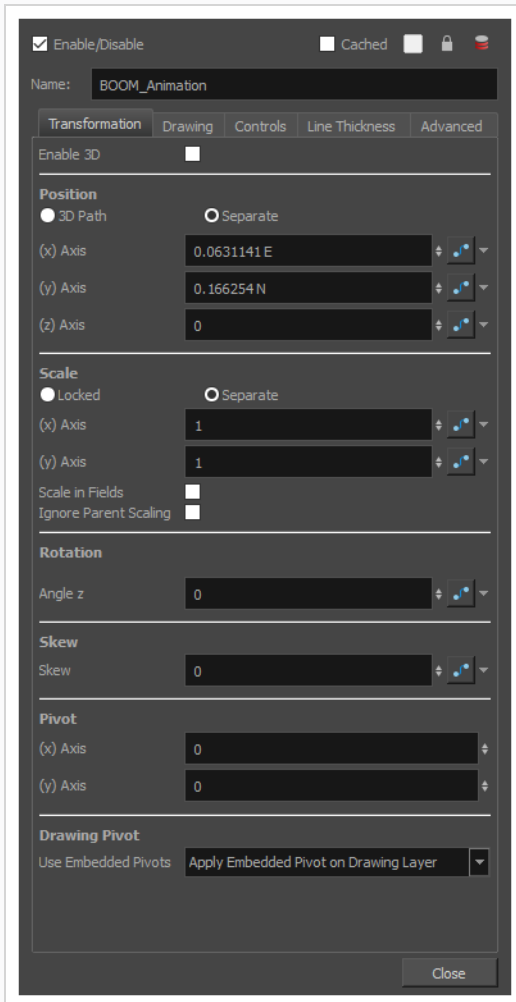 Enable/Disable Cached
Name: BOOM_Animation
Transformation Drawing Controls Line Thickness Advanced
Enable 3D
Position
3D Path Separate
(x) Axis 0.0631141 E
(y) Axis 0.166254 N
(z) Axis 0
Scale
Locked Separate
(x) Axis 1
(y) Axis 1
Scale in Fields
Ignore Parent Scaling
Rotation
Angle z 0
Skew
Skew 0
Pivot
(x) Axis 0
(y) Axis 0
Drawing Pivot
Use Embedded Pivots Apply Embedded Pivot on Drawing Layer
Close